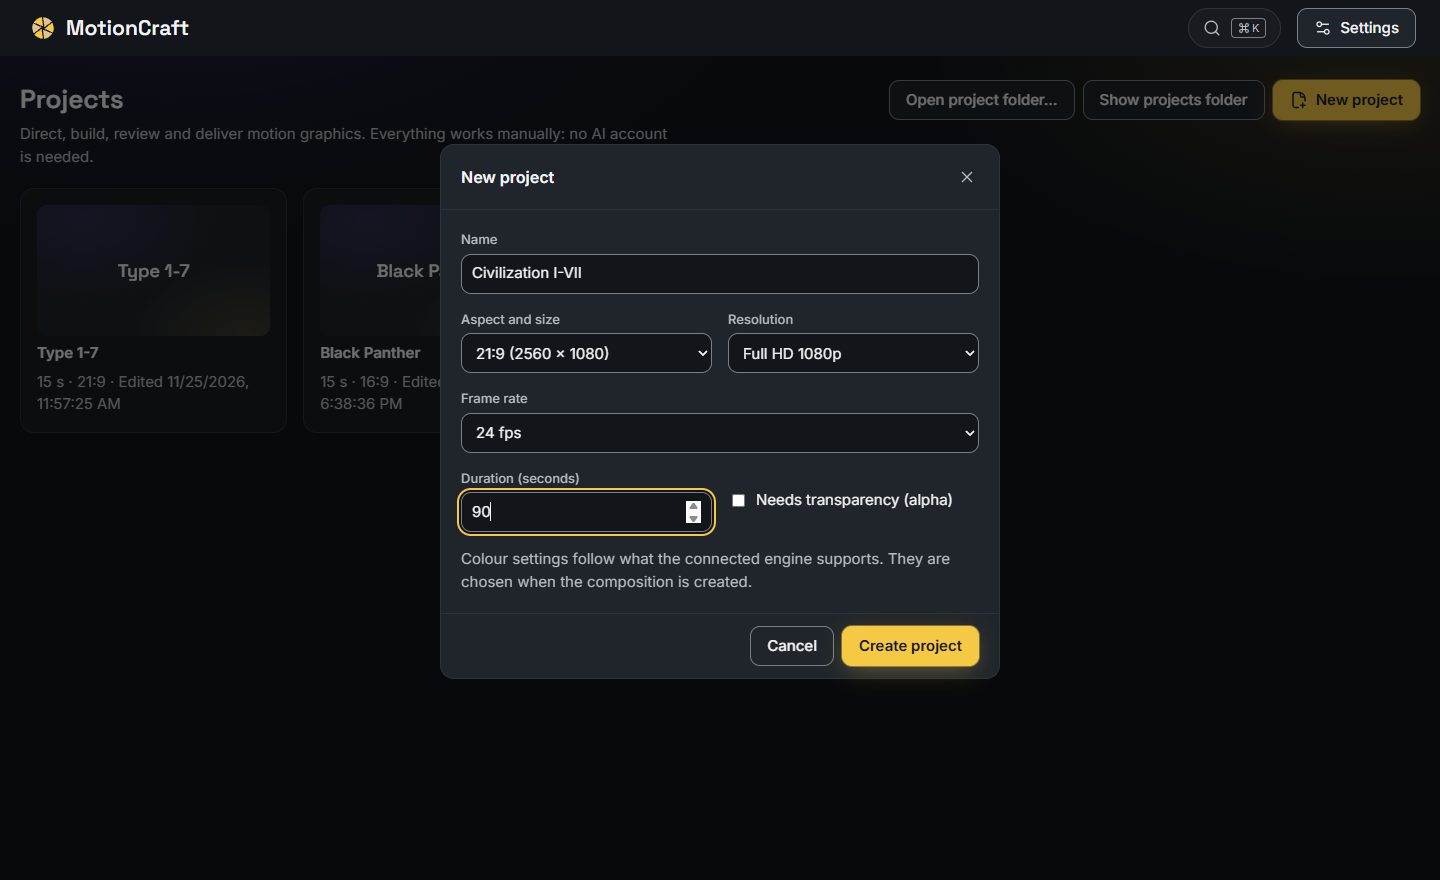 MotionCraft
⌘ K
Settings
Projects
Open project folder...
Show projects folder
New project
Direct, build, review and deliver motion graphics. Everything works manually: no AI account
is needed.
Type 1-7
Type 1-7
15 s · 21:9 · Edited 11/25/2026,
11:57:25 AM
Black P
Black Panther
15 s · 16:9 · Edite
6:38:36 PM
New project
Name
Civilization I-VII
Aspect and size
Resolution
21:9 (2560 × 1080)
Full HD 1080p
Frame rate
24 fps
Duration (seconds)
90
Needs transparency (alpha)
Colour settings follow what the connected engine supports. They are
chosen when the composition is created.
Cancel
Create project